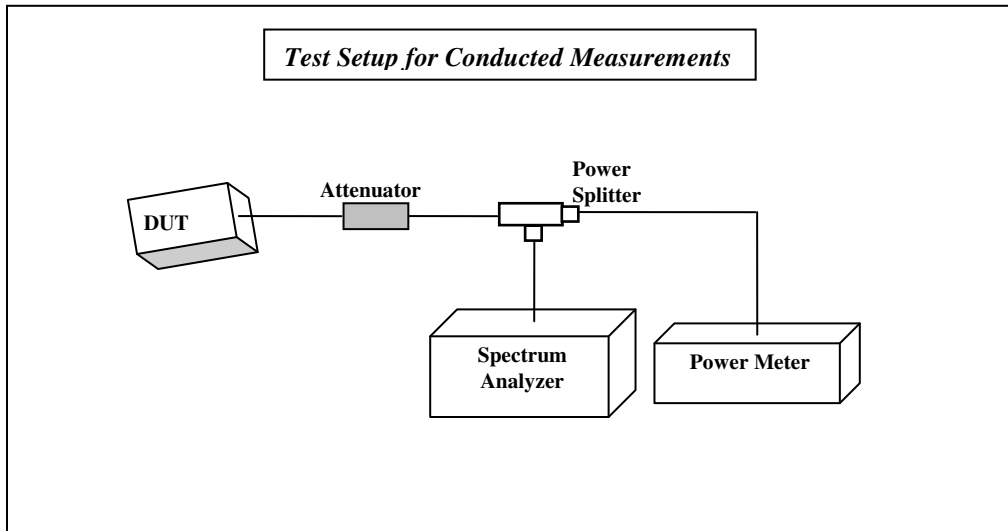 Test Setup for Conducted Measurements
Power
Splitter
Attenuator
DUT
Spectrum
Analyzer
Power Meter